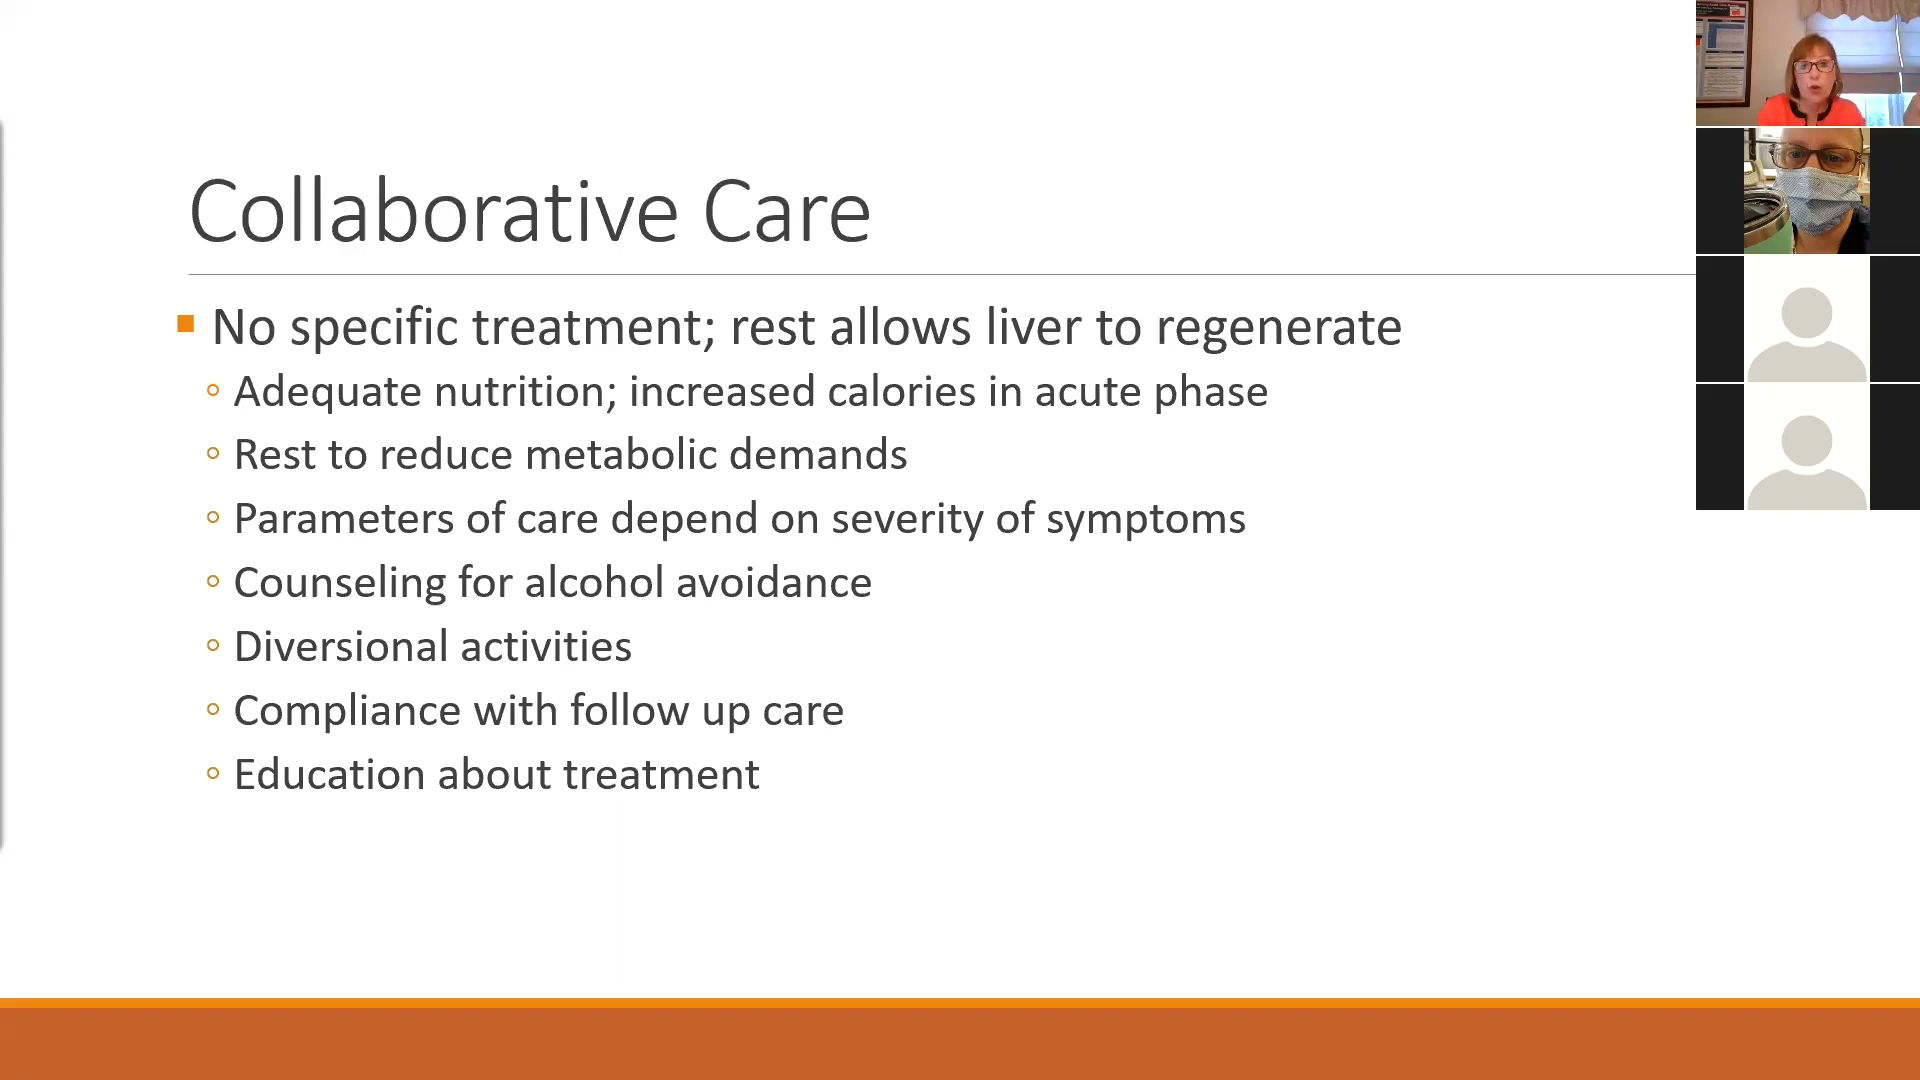 Collaborative Care
No specific treatment; rest allows liver to regenerate
Adequate nutrition; increased calories in acute phase
Rest to reduce metabolic demands
Parameters of care depend on severity of symptoms
Counseling for alcohol avoidance
Diversional activities
Compliance with follow up care
Education about treatment